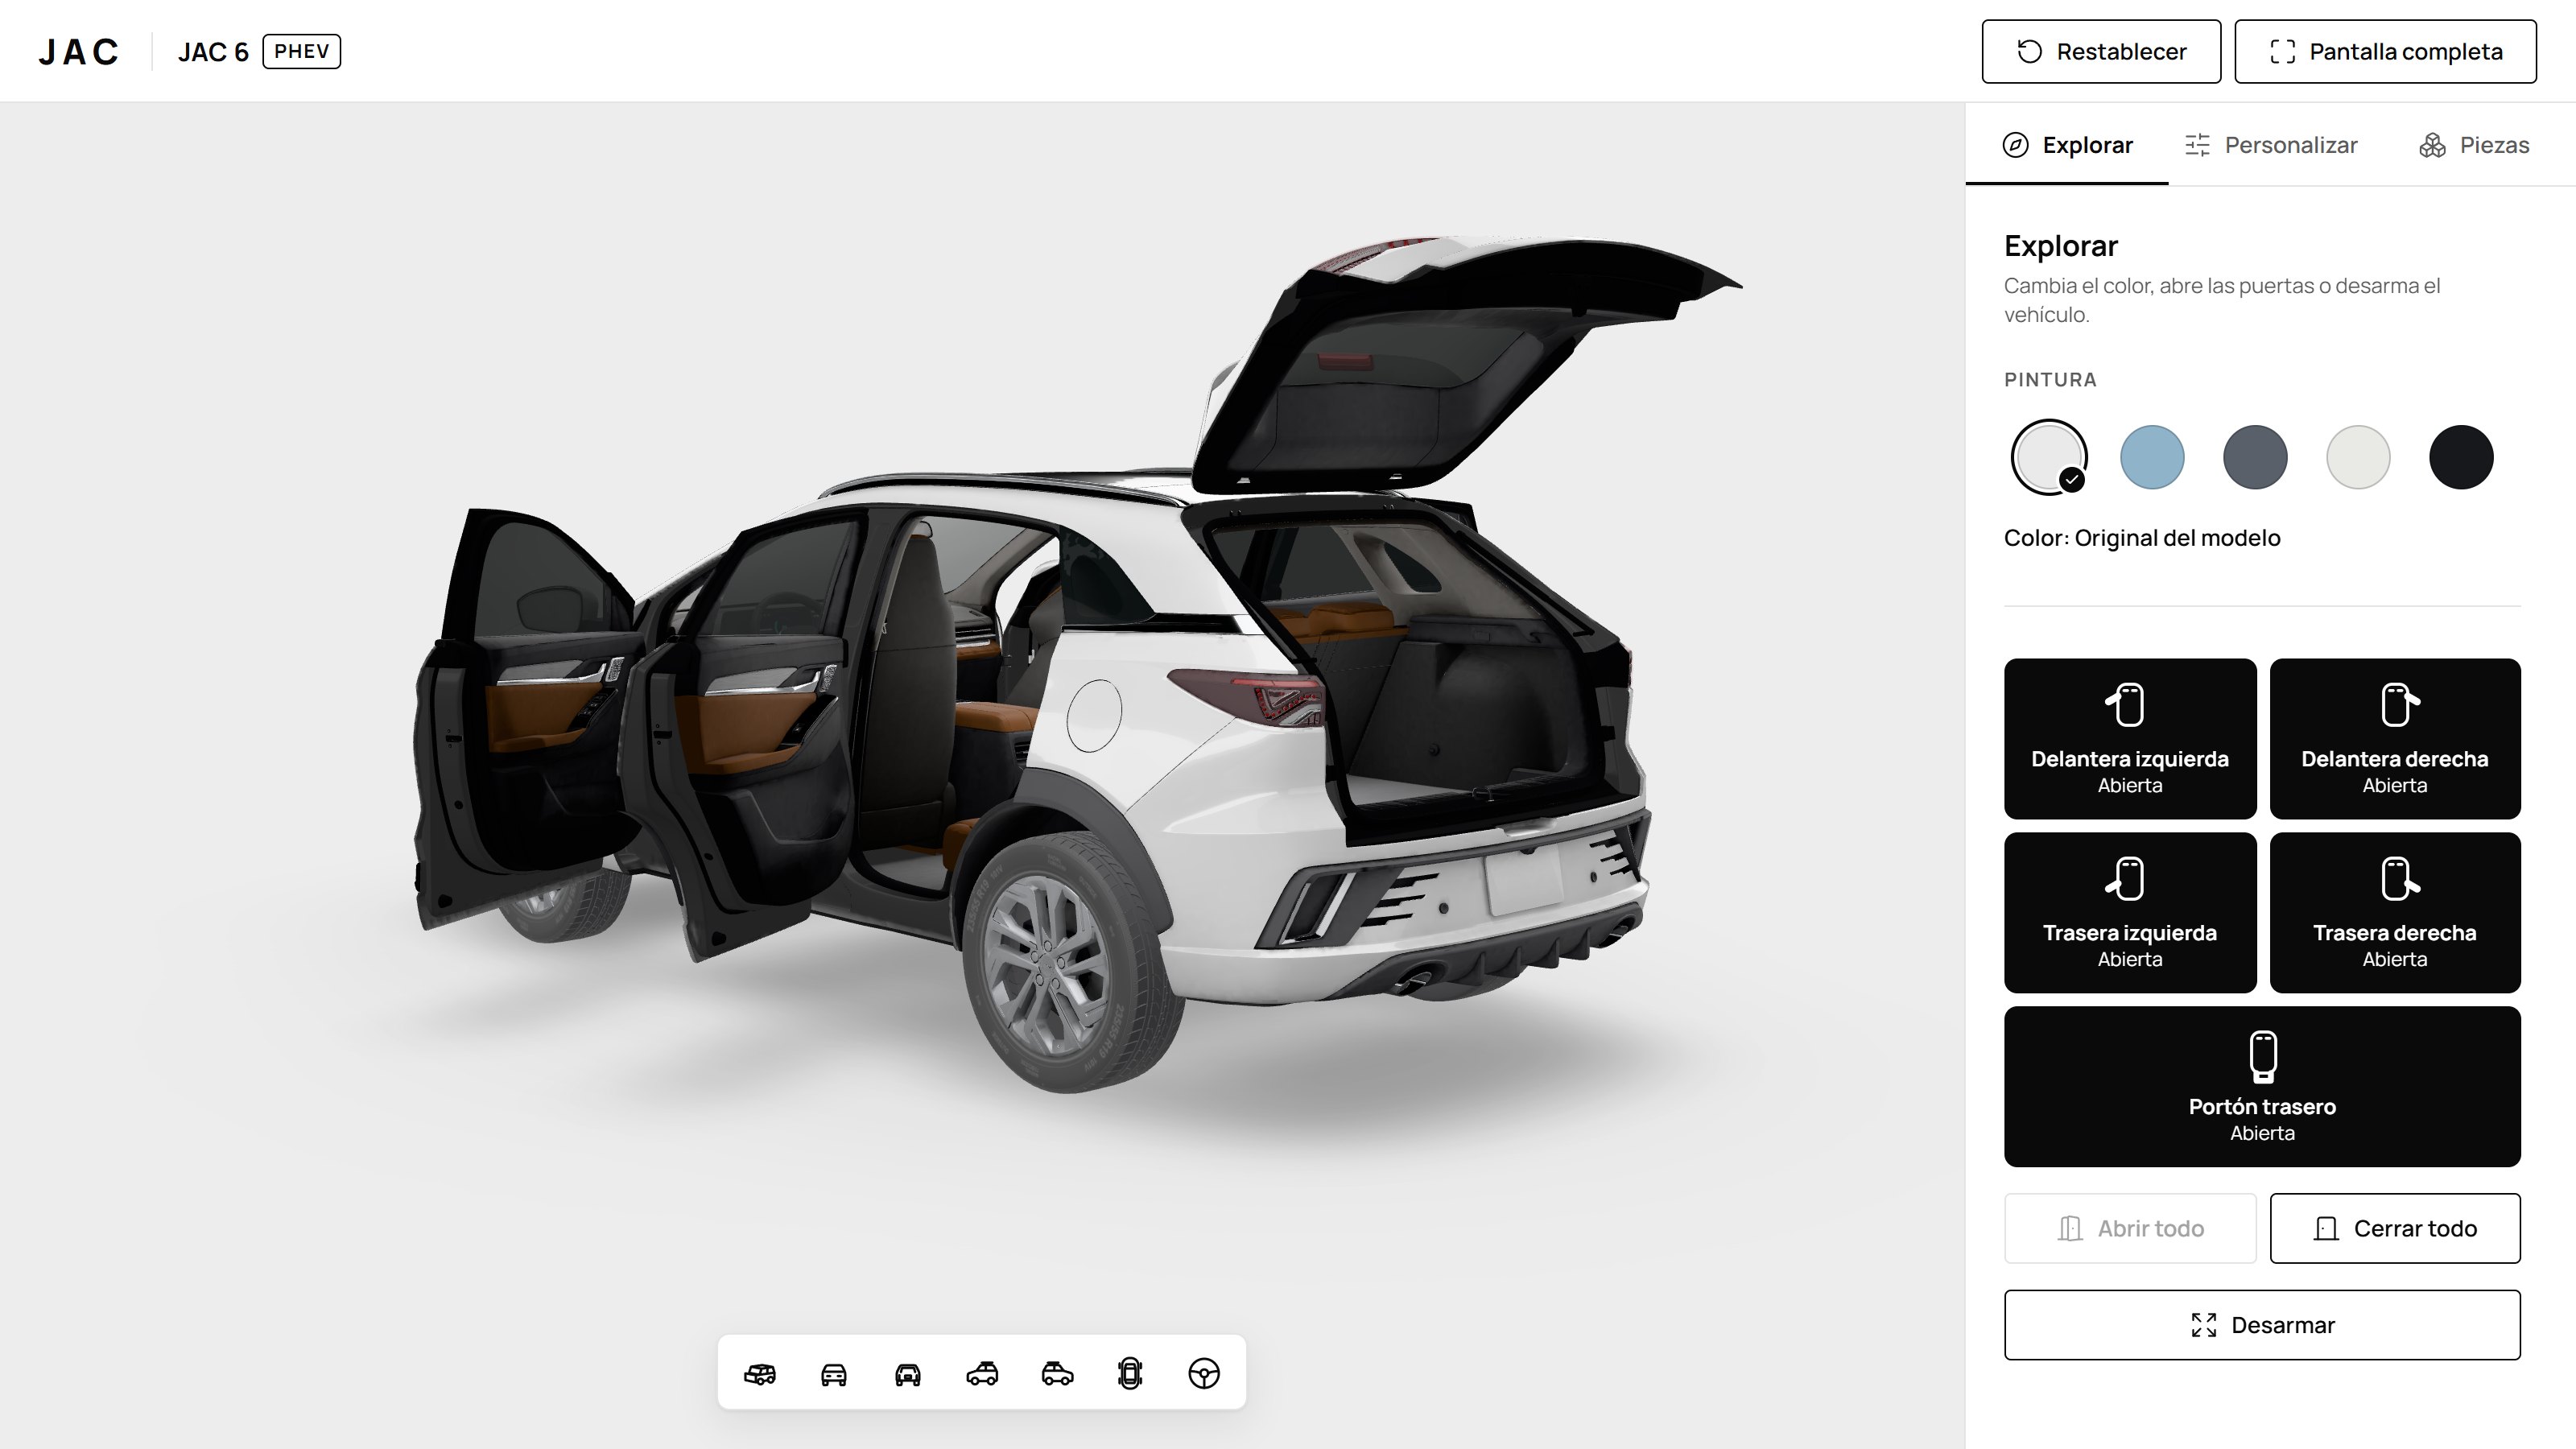 JAC
JAC 6 PHEV
Restablecer
Pantalla completa
Explorar
Personalizar
Piezas
Explorar
Cambia el color, abre las puertas o desarma el
vehículo.
PINTURA
Color: Original del modelo
Delantera izquierda
Abierta
Delantera derecha
Abierta
Trasera izquierda
Abierta
Trasera derecha
Abierta
Portón trasero
Abierta
Abrir todo
Cerrar todo
Desarmar